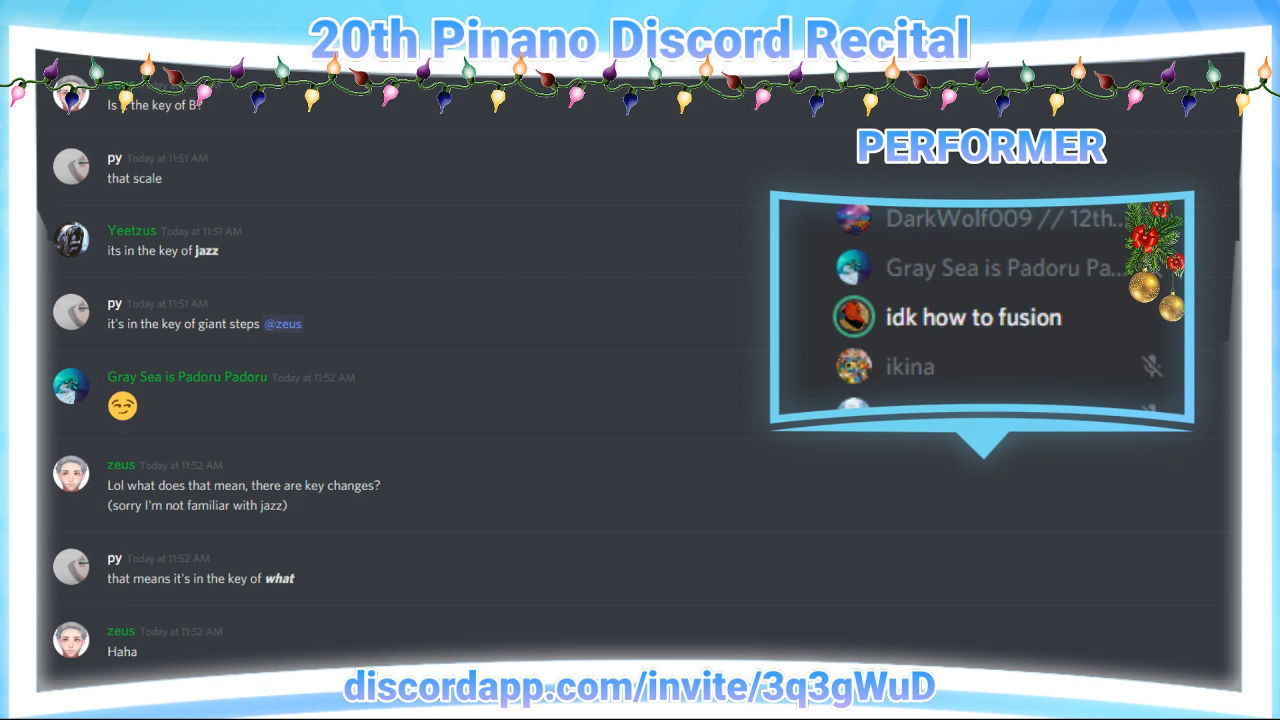 20th Pinano Discord Recital
Is it the key of B?
py Today at 11:51 AM
that scale
Yeetzus Today at 11:51 AM
its in the key of jazz
py Today at 11:51 AM
it's in the key of giant steps @zeus
Gray Sea is Padoru Padoru Today at 11:52 AM
zeus Today at 11:52 AM
Lol what does that mean, there are key changes?
(sorry I'm not familiar with jazz)
py Today at 11:52 AM
that means it's in the key of what
zeus Today at 11:52 AM
Haha
PERFORMER
DarkWolf009 // 12th...
Gray Sea is Padoru Pa...
idk how to fusion
ikina
discordapp.com/invite/3q3gWuD